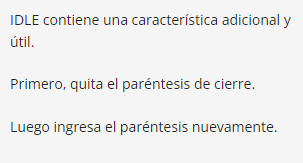 IDLE contiene una característica adicional y
útil.
Primero, quita el paréntesis de cierre.
Luego ingresa el paréntesis nuevamente.